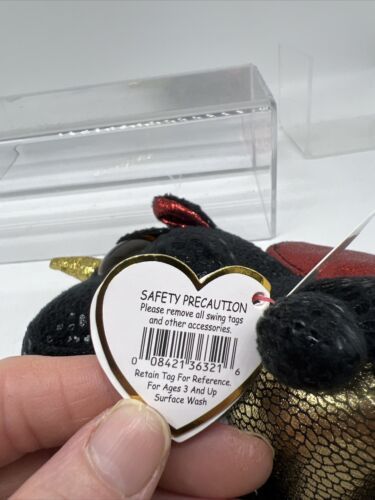 SAFETY PRECAUTION
Please remove all swing tags
and other accessories.
0 08421 36321 6
Retain Tag For Reference.
For Ages 3 And Up
Surface Wash